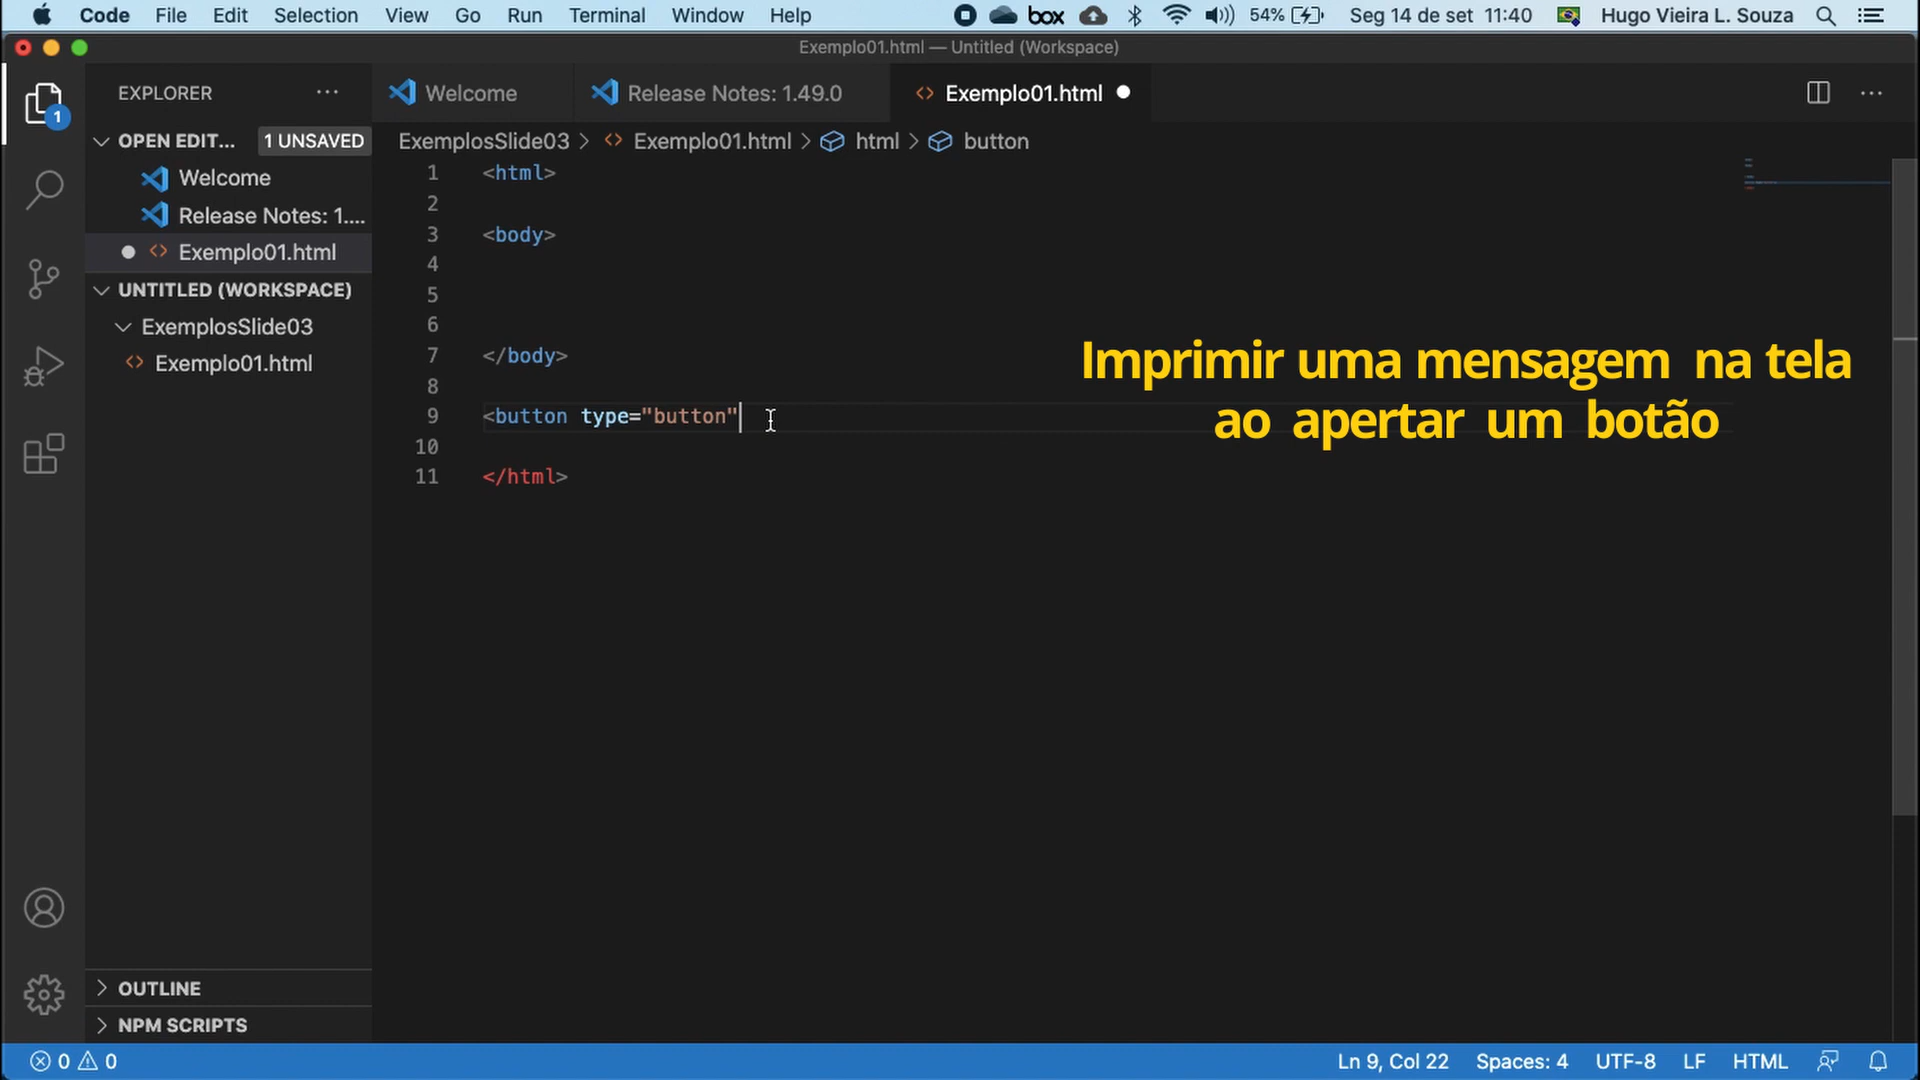 Code File Edit Selection View Go Run Terminal Window Help box 54% Seg 14 de set 11:40 Hugo Vieira L. Souza
Exemplo01.html — Untitled (Workspace)
EXPLORER ···
Welcome
Release Notes: 1.49.0
Exemplo01.html
1
OPEN EDIT... 1 UNSAVED
Welcome
Release Notes: 1....
Exemplo01.html
UNTITLED (WORKSPACE)
ExemplosSlide03
Exemplo01.html
OUTLINE
NPM SCRIPTS
ExemplosSlide03 > Exemplo01.html > html > button
1 <html>
2
3 <body>
4
5
6
7 </body>
8
9 <button type="button"
10
11 </html>
Imprimir uma mensagem na tela
ao apertar um botão
0 0 Ln 9, Col 22 Spaces: 4 UTF-8 LF HTML